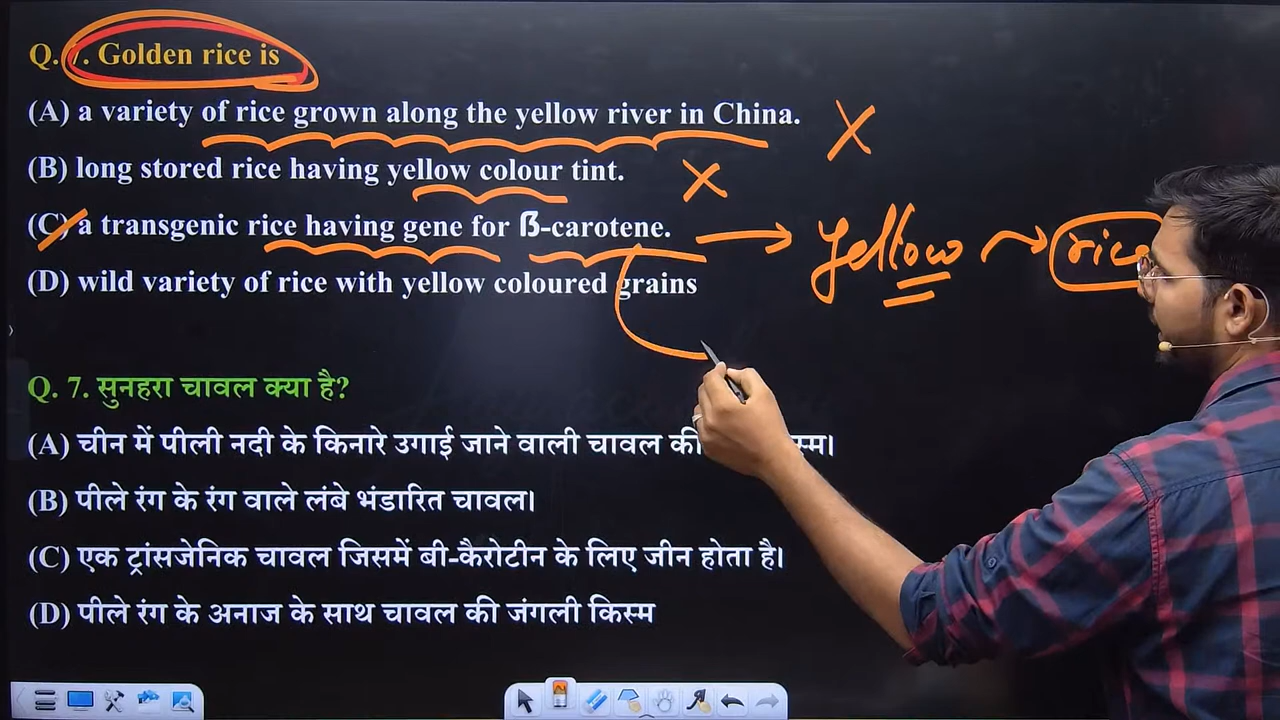 Q. 7. Golden rice is
(A) a variety of rice grown along the yellow river in China.
(B) long stored rice having yellow colour tint.
(C) a transgenic rice having gene for ß-carotene. → yellow → rice
(D) wild variety of rice with yellow coloured grains
Q. 7. सुनहरा चावल क्या है?
(A) चीन में पीली नदी के किनारे उगाई जाने वाली चावल की
(B) पीले रंग के रंग वाले लंबे भंडारित चावल।
(C) एक ट्रांसजेनिक चावल जिसमें बी-कैरोटीन के लिए जीन होता है।
(D) पीले रंग के अनाज के साथ चावल की जंगली किस्म